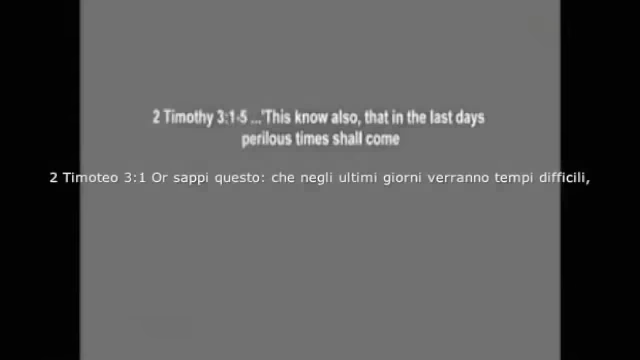 2 Timothy 3:1-5 ...'This know also, that in the last days
perilous times shall come
2 Timoteo 3:1 Or sappi questo: che negli ultimi giorni verranno tempi difficili,